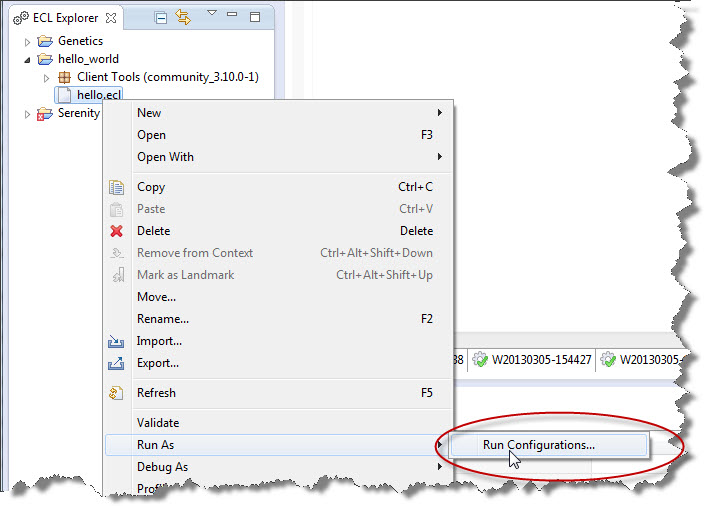 ECL Explorer
Genetics
hello_world
Client Tools (community_3.10.0-1)
hello.ecl
Serenity
New
Open F3
Open With
Copy Ctrl+C
Paste Ctrl+V
Delete Delete
Remove from Context Ctrl+Alt+Shift+Down
Mark as Landmark Ctrl+Alt+Shift+Up
Move...
Rename... F2
Import...
Export...
38 W20130305-154427 W20130305-
Refresh F5
Validate
Run As Run Configurations...
Debug As